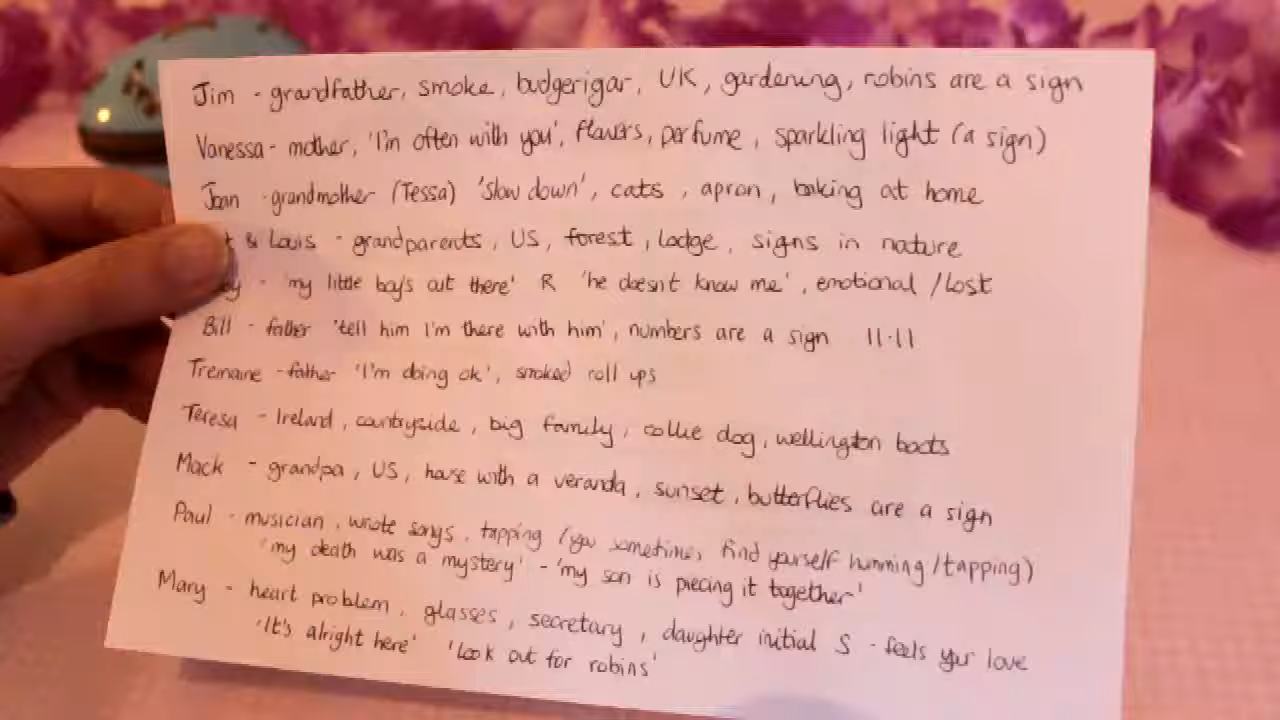 Jim - grandfather, smoke, budgerigar, UK, gardening, robins are a sign
Vanessa - mother, 'I'm often with you', flowers, perfume, sparkling light (a sign)
Joan - grandmother (Tessa) 'slow down', cats, apron, baking at home
& Louis - grandparents, US, forest, lodge, signs in nature
- 'my little boy's out there' R 'he doesn't know me', emotional / lost
Bill - father 'tell him I'm there with him', numbers are a sign 11.11
Tremaine - father 'I'm doing ok', smoked roll ups
Teresa - Ireland, countryside, big family, collie dog, wellington boots
Mack - grandpa, US, house with a veranda, sunset, butterflies are a sign
Paul - musician, wrote songs, tapping (you sometimes find yourself humming/tapping)
'my death was a mystery' - 'my son is piecing it together'
Mary - heart problem, glasses, secretary, daughter initial S - feels your love
'It's alright here' 'Look out for robins'